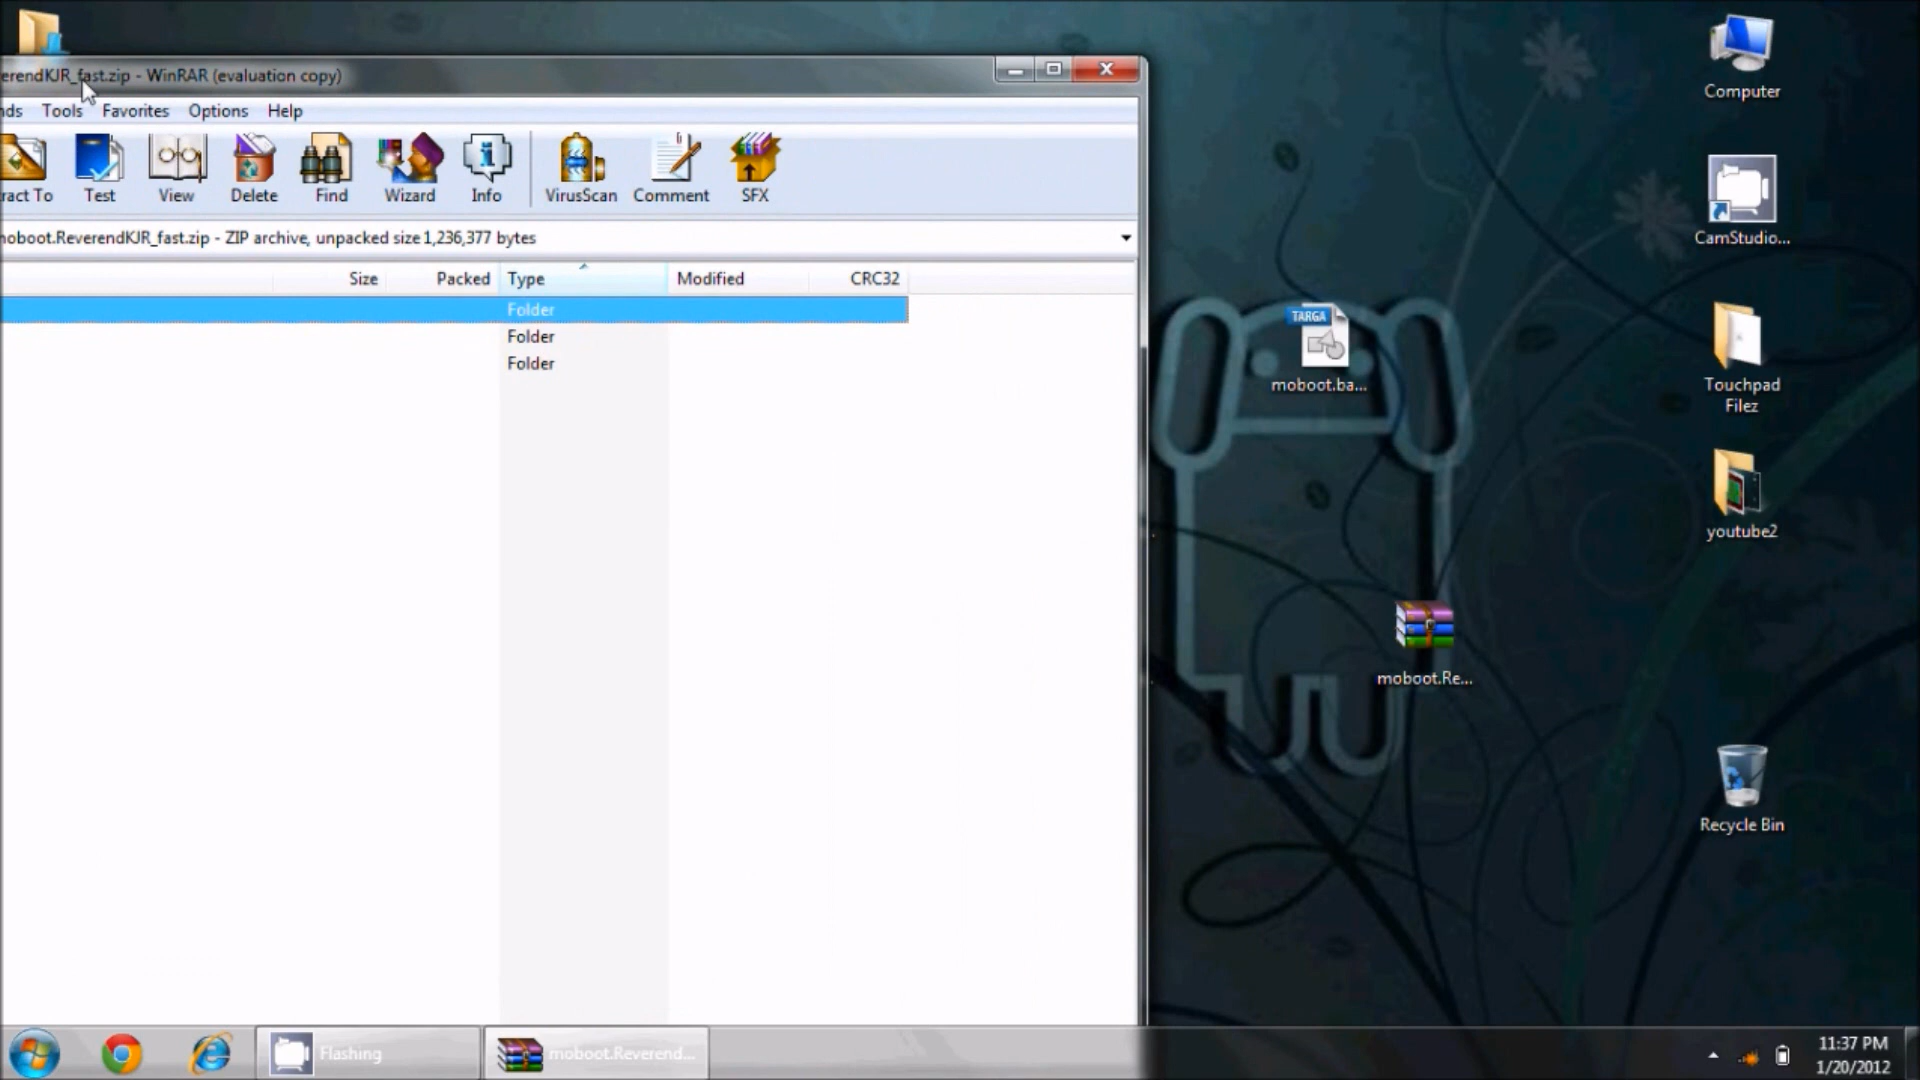 erendKJR_fast.zip - WinRAR (evaluation copy)
nds Tools Favorites Options Help
ract To Test View Delete Find Wizard Info VirusScan Comment SFX
moboot.ReverendKJR_fast.zip - ZIP archive, unpacked size 1,236,377 bytes
Size Packed Type Modified CRC32
Folder
Folder
Folder
Computer
CamStudio...
TARGA
moboot.ba...
Touchpad
Filez
youtube2
moboot.Re...
Recycle Bin
Flashing
moboot.Reverend...
11:37 PM
1/20/2012